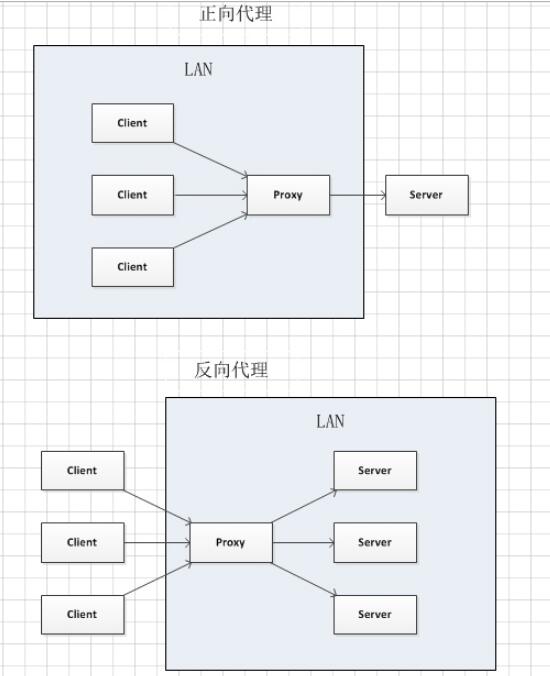 正向代理
LAN
Client
Client
Proxy
Server
Client
反向代理
LAN
Client
Server
Client
Proxy
Server
Client
Server